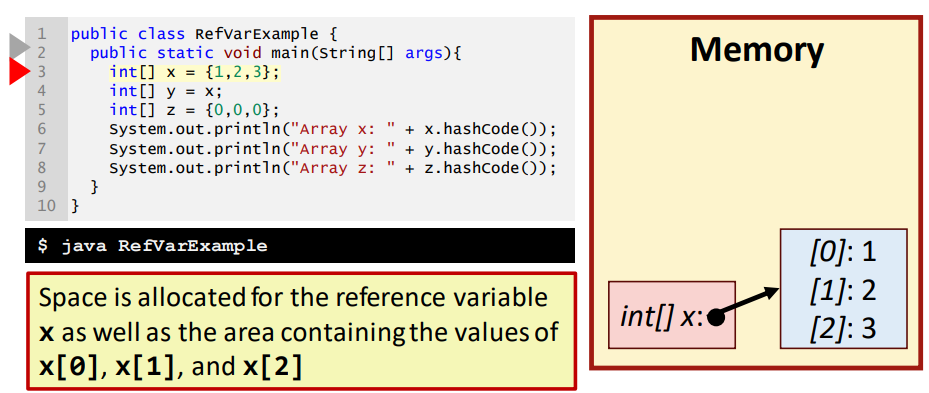 1 public class RefVarExample {
2 public static void main(String[] args){
3 int[] x = {1,2,3};
4 int[] y = x;
5 int[] z = {0,0,0};
6 System.out.println("Array x: " + x.hashCode());
7 System.out.println("Array y: " + y.hashCode());
8 System.out.println("Array z: " + z.hashCode());
9 }
10 }
$ java RefVarExample
Space is allocated for the reference variable
x as well as the area containing the values of
x[0], x[1], and x[2]
Memory
int[] x:
[0]: 1
[1]: 2
[2]: 3